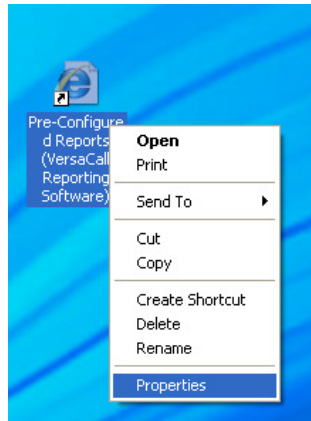 Pre-Configure
d Reports
(VersaCall
Reporting
Software)
Open
Print
Send To
Cut
Copy
Create Shortcut
Delete
Rename
Properties